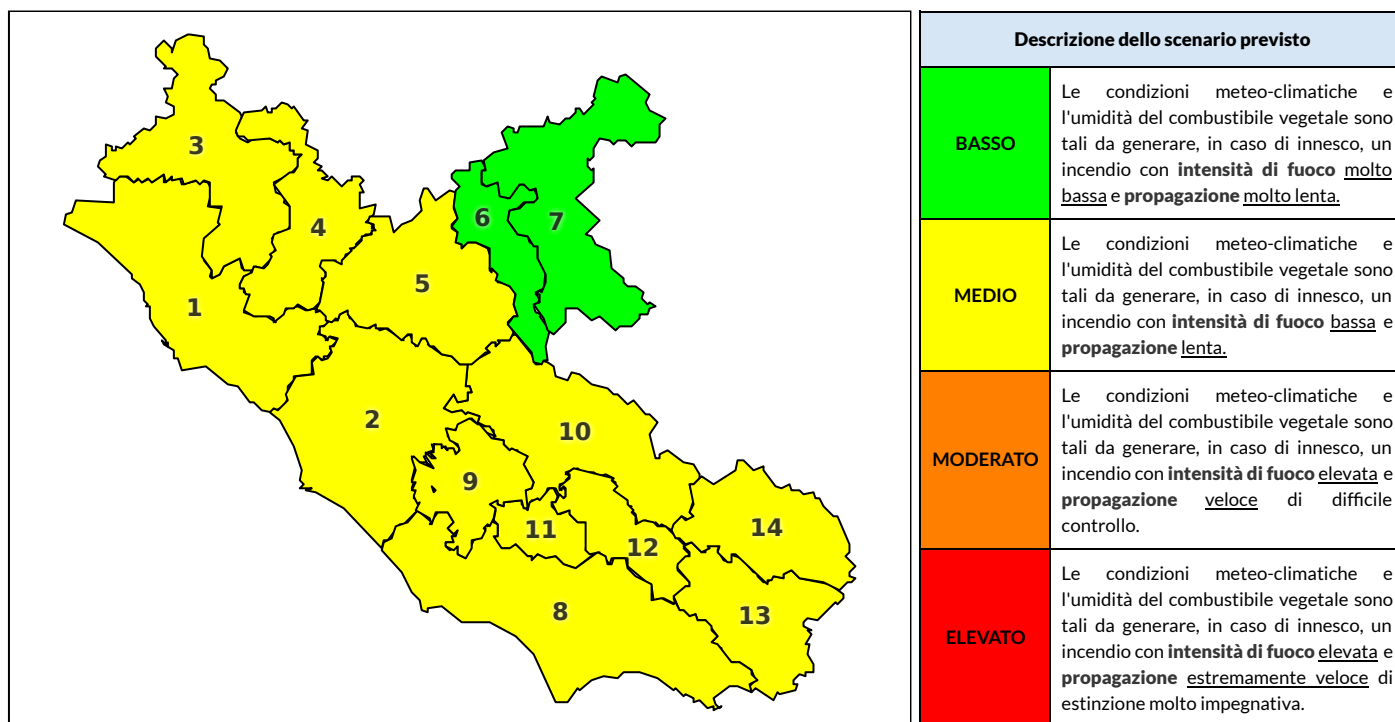 3
4
6
7
5
1
2
10
9
11
12
14
8
13
Descrizione dello scenario previsto
BASSO
Le condizioni meteo-climatiche e
l'umidità del combustibile vegetale sono
tali da generare, in caso di innesco, un
incendio con intensità di fuoco molto
bassa e propagazione molto lenta.
MEDIO
Le condizioni meteo-climatiche e
l'umidità del combustibile vegetale sono
tali da generare, in caso di innesco, un
incendio con intensità di fuoco bassa e
propagazione lenta.
MODERATO
Le condizioni meteo-climatiche e
l'umidità del combustibile vegetale sono
tali da generare, in caso di innesco, un
incendio con intensità di fuoco elevata e
propagazione veloce di difficile
controllo.
ELEVATO
Le condizioni meteo-climatiche e
l'umidità del combustibile vegetale sono
tali da generare, in caso di innesco, un
incendio con intensità di fuoco elevata e
propagazione estremamente veloce di
estinzione molto impegnativa.